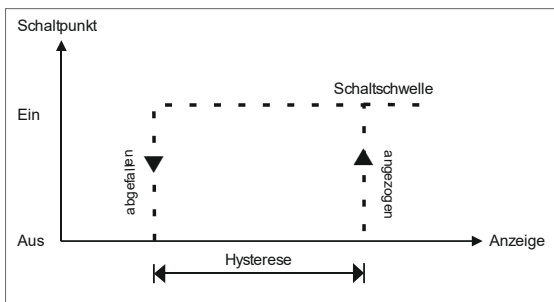 Schaltpunkt
Schaltschwelle
Ein
abgefallen
angezogen
Aus
Anzeige
Hysterese